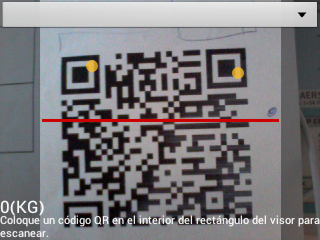 0(KG)
Coloque un código QR en el interior del rectángulo del visor para
escanear.